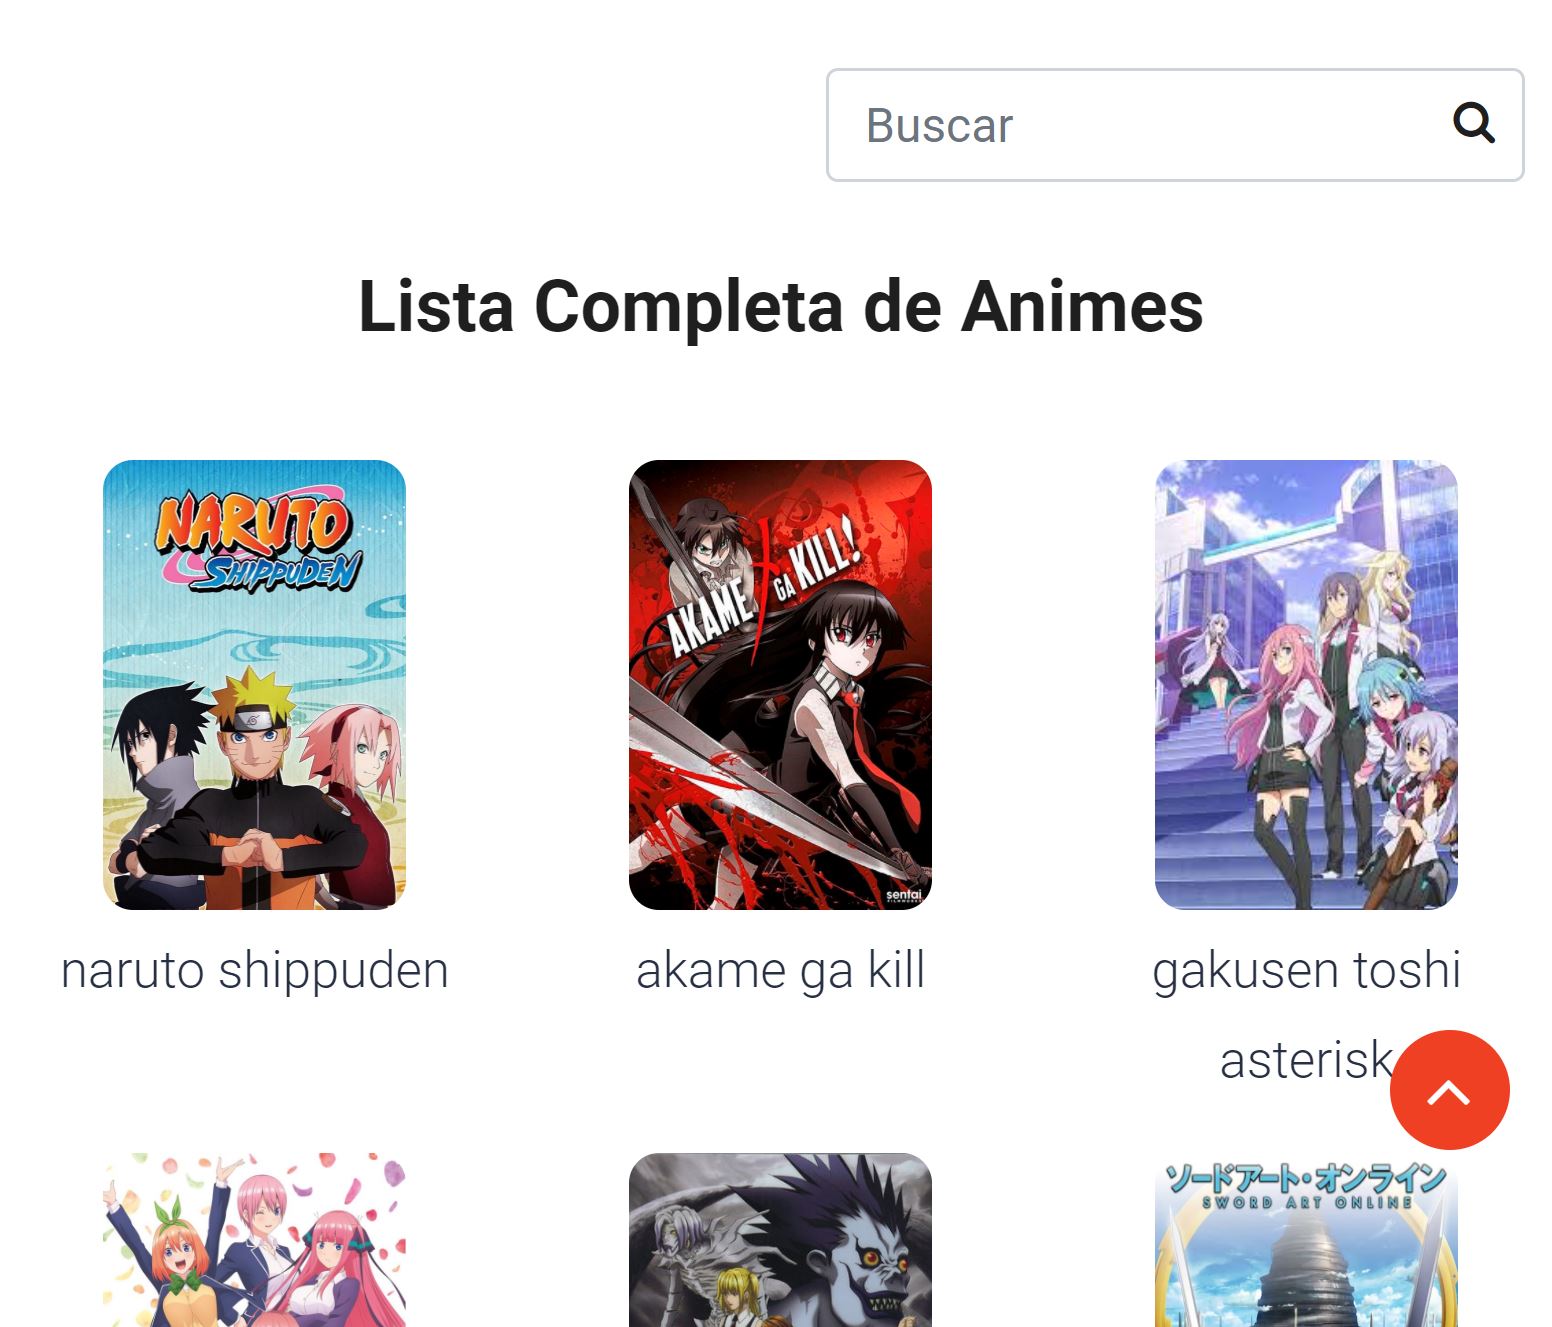 Buscar
Lista Completa de Animes
NARUTO
SHIPPUDEN
AKAME GA KILL!
sentai
FILMWORKS
naruto shippuden
akame ga kill
gakusen toshi
asterisk
ソードアート・オンライン
SWORD ART ONLINE